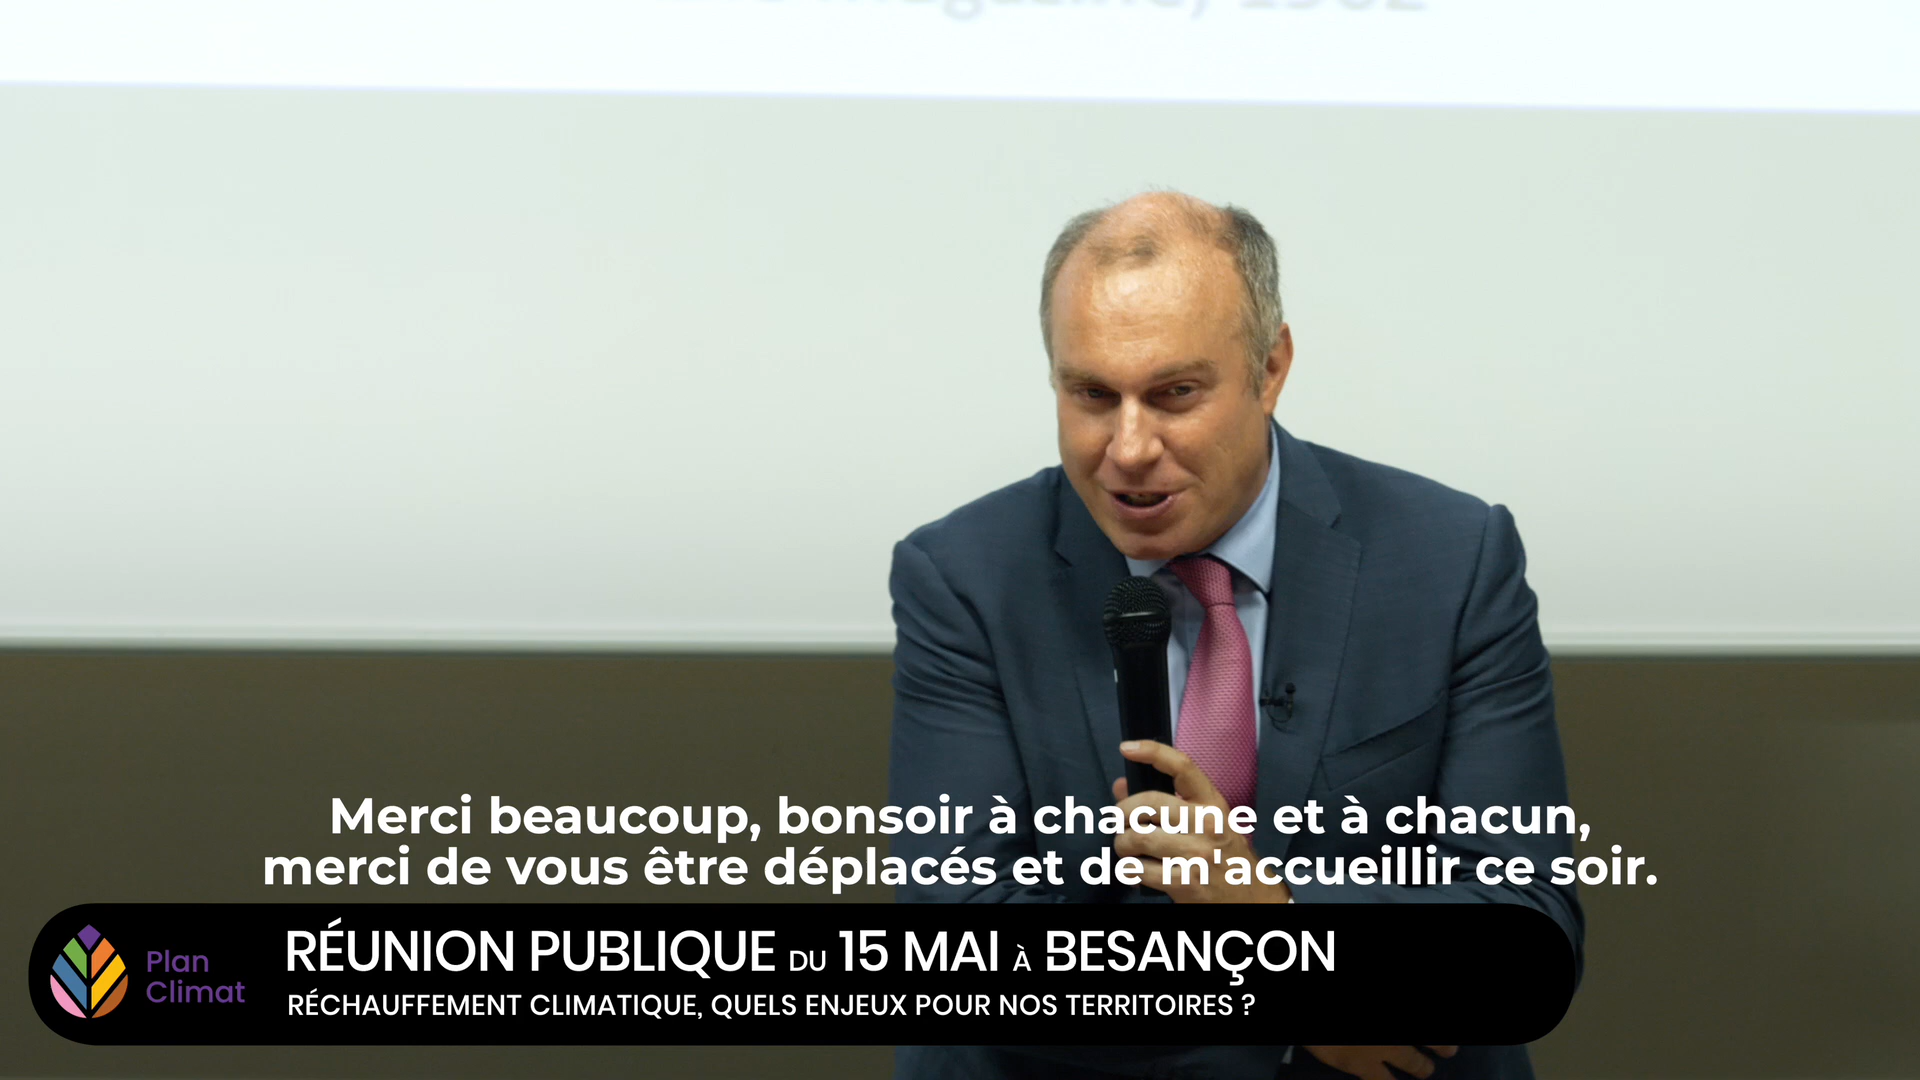 Merci beaucoup, bonsoir à chacune et à chacun,
merci de vous être déplacés et de m'accueillir ce soir.
Plan
Climat
RÉUNION PUBLIQUE DU 15 MAI À BESANÇON
RÉCHAUFFEMENT CLIMATIQUE, QUELS ENJEUX POUR NOS TERRITOIRES ?